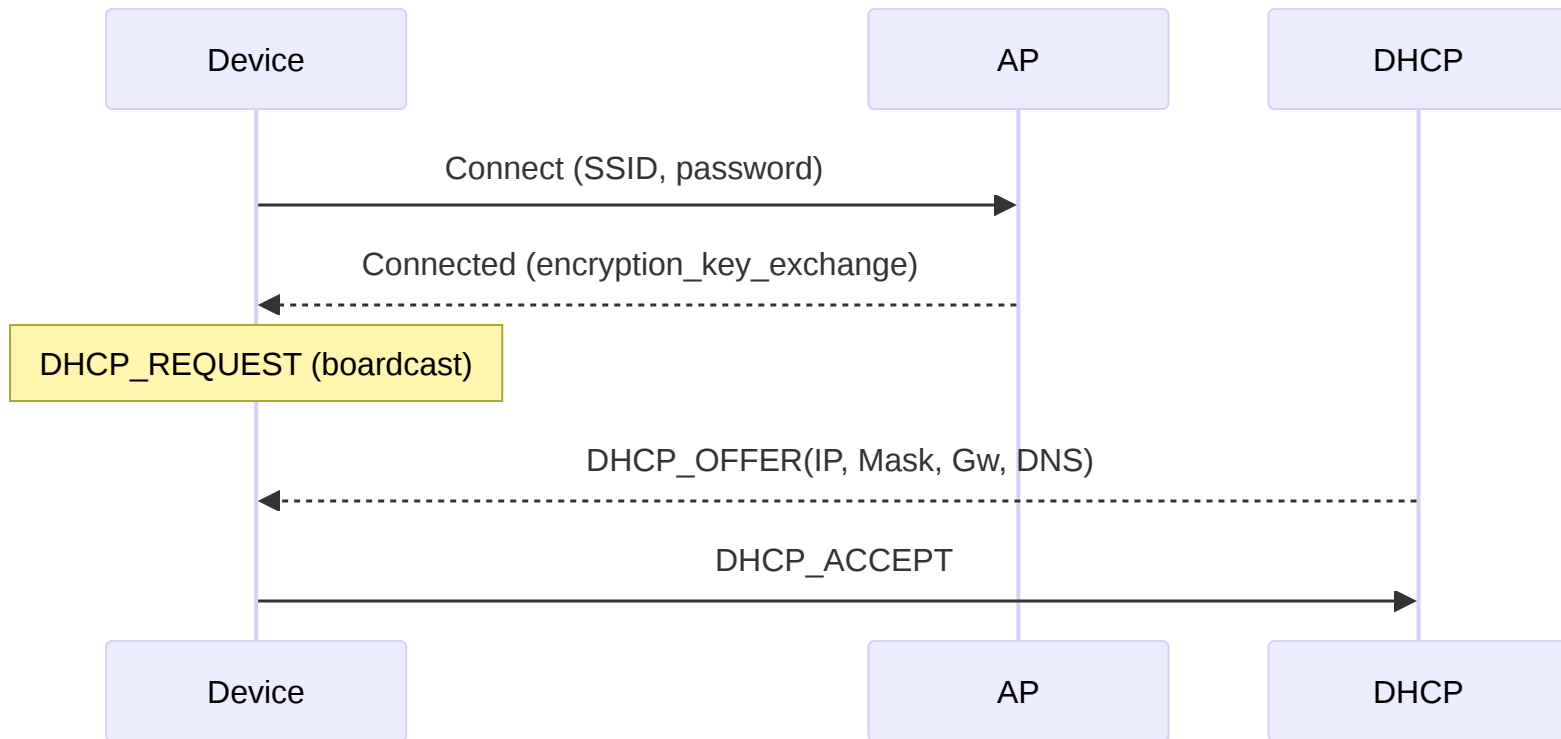 Device
AP
DHCP
Connect (SSID, password)
Connected (encryption_key_exchange)
DHCP_REQUEST (boardcast)
DHCP_OFFER(IP, Mask, Gw, DNS)
DHCP_ACCEPT
Device
AP
DHCP